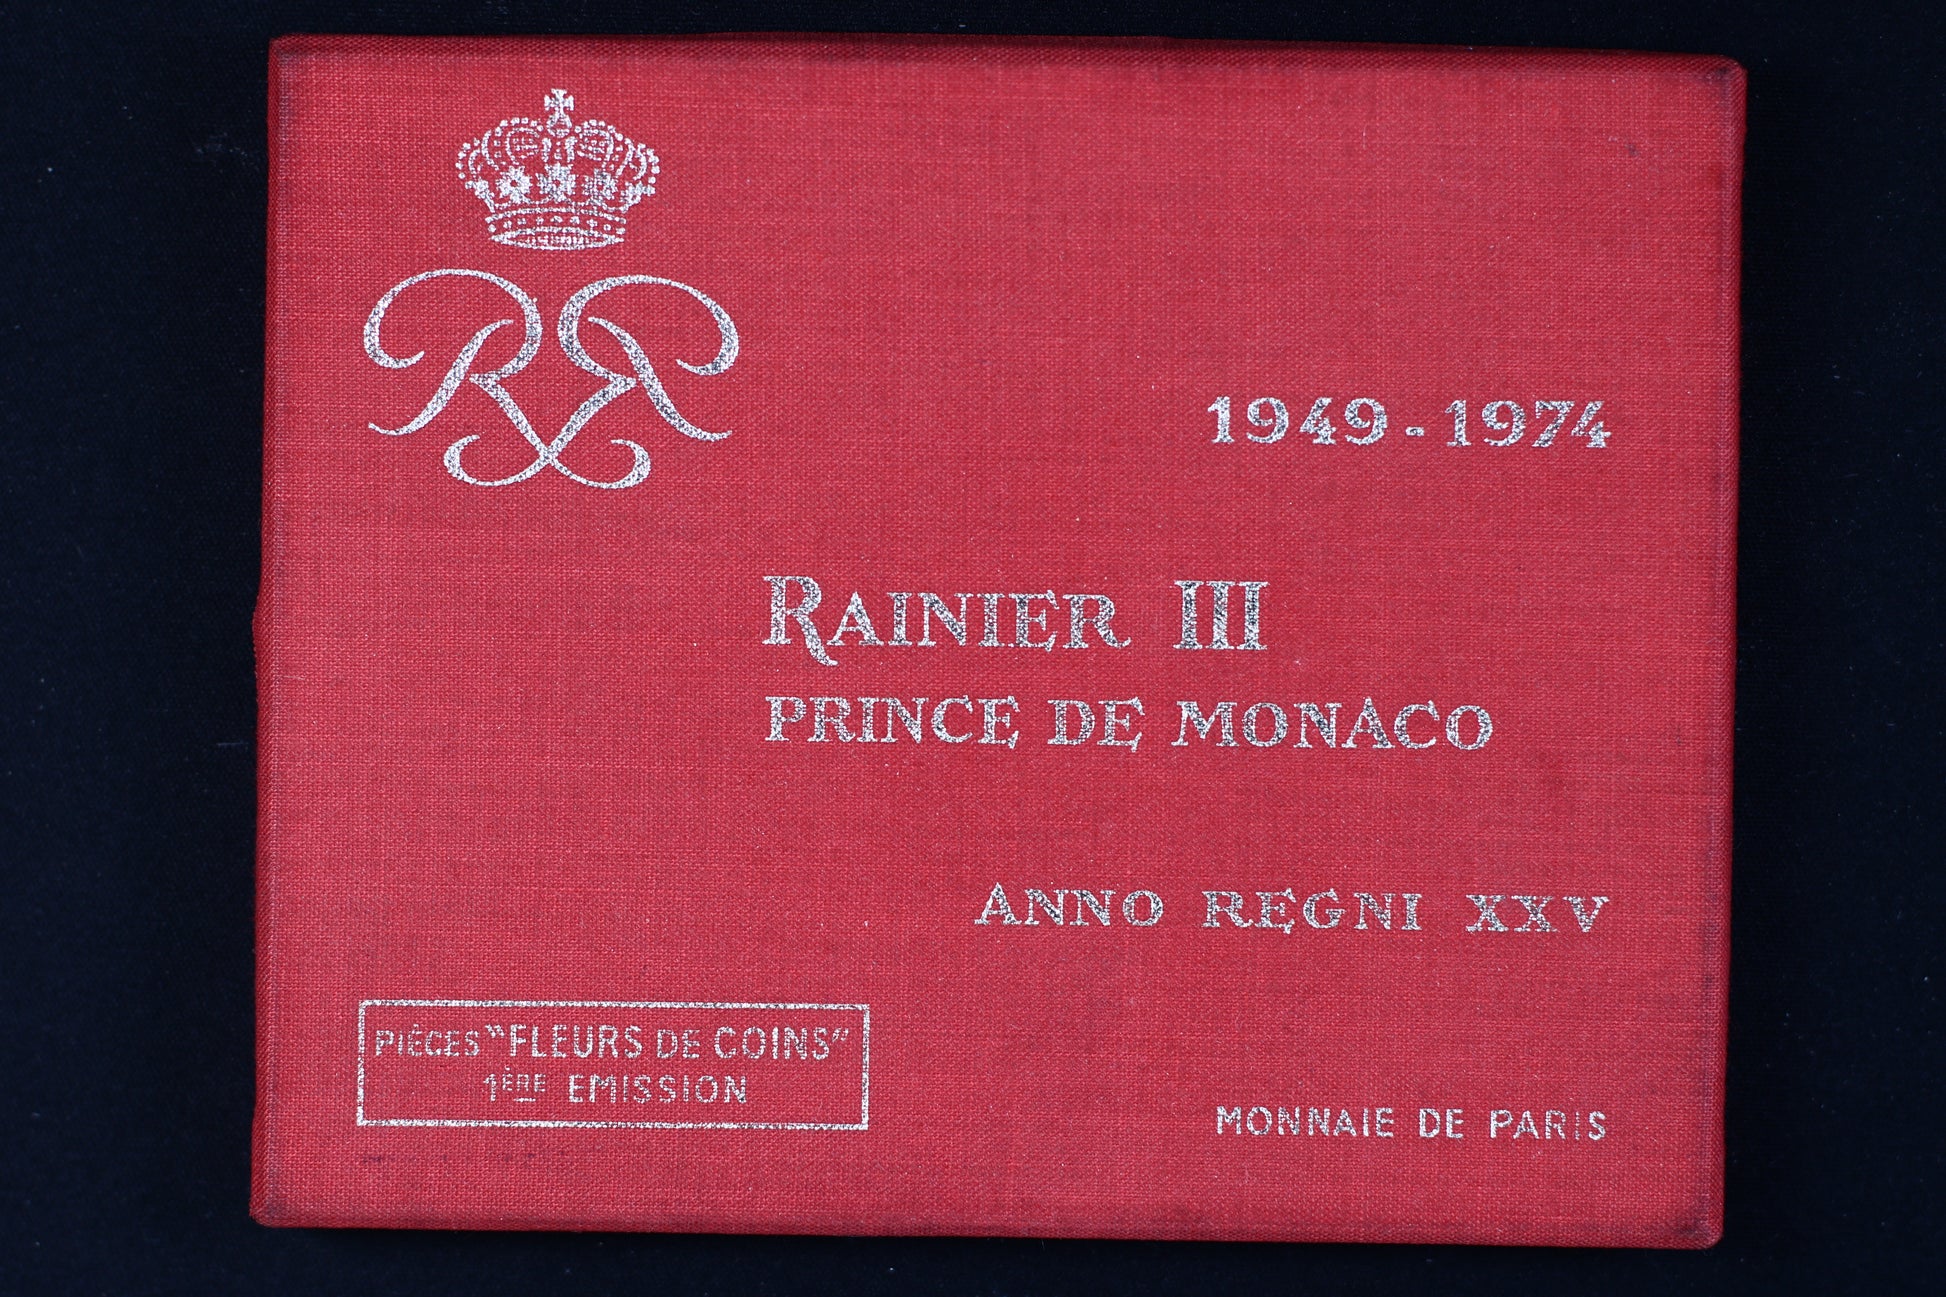 RR
1949-1974
RAINIER III
PRINCE DE MONACO
ANNO REGNI XXV
PIÈCES "FLEURS DE COINS"
1ÈRE EMISSION
MONNAIE DE PARIS